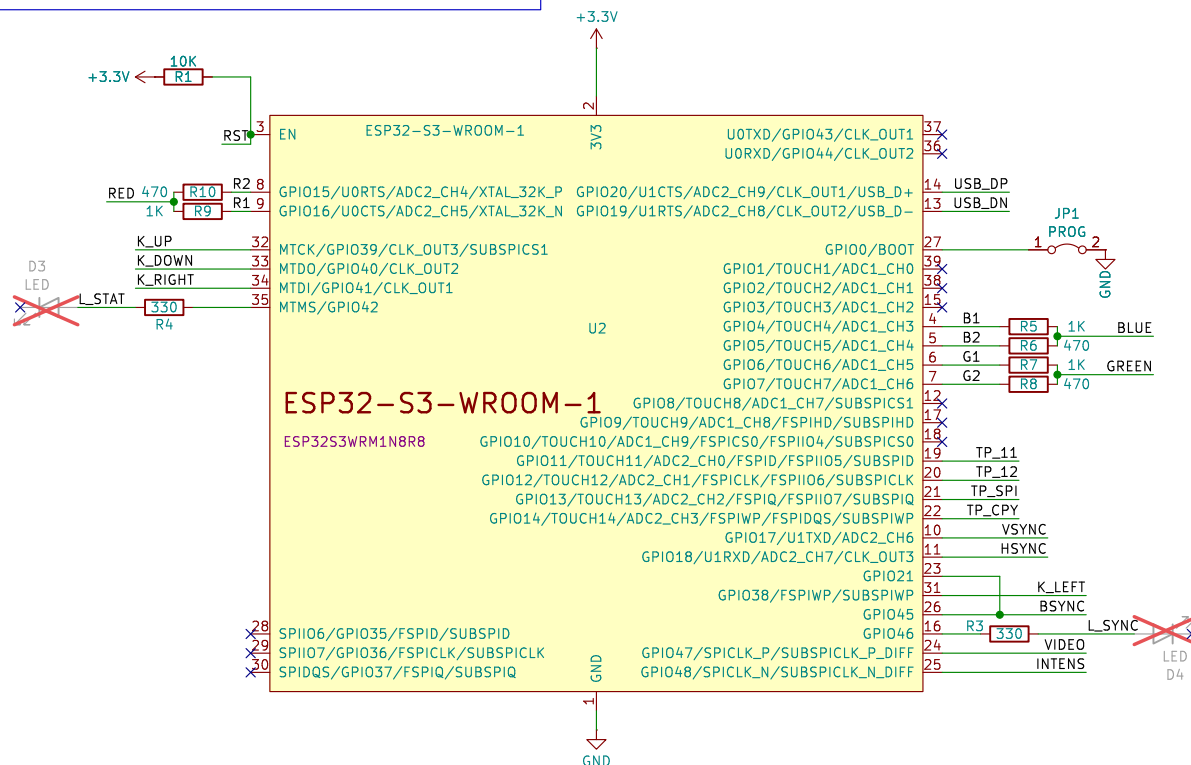 +3.3V
10K
+3.3V
R1
2
3V3
RST
3
EN
ESP32-S3-WROOM-1
U0TXD/GPIO43/CLK_OUT1
37
U0RXD/GPIO44/CLK_OUT2
36
RED
470
R10
R2
8
GPIO15/U0RTS/ADC2_CH4/XTAL_32K_P
1K
R9
R1
9
GPIO16/U0CTS/ADC2_CH5/XTAL_32K_N
GPIO20/U1CTS/ADC2_CH9/CLK_OUT1/USB_D+
14
USB_DP
GPIO19/U1RTS/ADC2_CH8/CLK_OUT2/USB_D-
13
USB_DN
K_UP
32
MTCK/GPIO39/CLK_OUT3/SUBSPICS1
K_DOWN
33
MTDO/GPIO40/CLK_OUT2
K_RIGHT
34
MTDI/GPIO41/CLK_OUT1
D3
LED
L_STAT
330
R4
35
MTMS/GPIO42
JP1
PROG
GPIO0/BOOT
27
1
2
GND
GPIO1/TOUCH1/ADC1_CH0
39
GPIO2/TOUCH2/ADC1_CH1
38
GPIO3/TOUCH3/ADC1_CH2
15
U2
GPIO4/TOUCH4/ADC1_CH3
4
B1
R5
1K
BLUE
GPIO5/TOUCH5/ADC1_CH4
5
B2
R6
470
GPIO6/TOUCH6/ADC1_CH5
6
G1
R7
1K
GREEN
GPIO7/TOUCH7/ADC1_CH6
7
G2
R8
470
ESP32-S3-WROOM-1
ESP32S3WRM1N8R8
GPIO8/TOUCH8/ADC1_CH7/SUBSPICS1
12
GPIO9/TOUCH9/ADC1_CH8/FSPIHD/SUBSPIHD
17
GPIO10/TOUCH10/ADC1_CH9/FSPICS0/FSPIIO4/SUBSPICS0
18
GPIO11/TOUCH11/ADC2_CH0/FSPID/FSPIIO5/SUBSPID
19
TP_11
GPIO12/TOUCH12/ADC2_CH1/FSPICLK/FSPIIO6/SUBSPICLK
20
TP_12
GPIO13/TOUCH13/ADC2_CH2/FSPIQ/FSPIIO7/SUBSPIQ
21
TP_SPI
GPIO14/TOUCH14/ADC2_CH3/FSPIWP/FSPIDQS/SUBSPIWP
22
TP_CPY
GPIO17/U1TXD/ADC2_CH6
10
VSYNC
GPIO18/U1RXD/ADC2_CH7/CLK_OUT3
11
HSYNC
GPIO21
23
GPIO38/FSPIWP/SUBSPIWP
31
K_LEFT
GPIO45
26
BSYNC
28
SPIIO6/GPIO35/FSPID/SUBSPID
GPIO46
16
R3
330
L_SYNC
LED
D4
29
SPIIO7/GPIO36/FSPICLK/SUBSPICLK
GPIO47/SPICLK_P/SUBSPICLK_P_DIFF
24
VIDEO
30
SPIDQS/GPIO37/FSPIQ/SUBSPIQ
GPIO48/SPICLK_N/SUBSPICLK_N_DIFF
25
INTENS
GND
1
GND